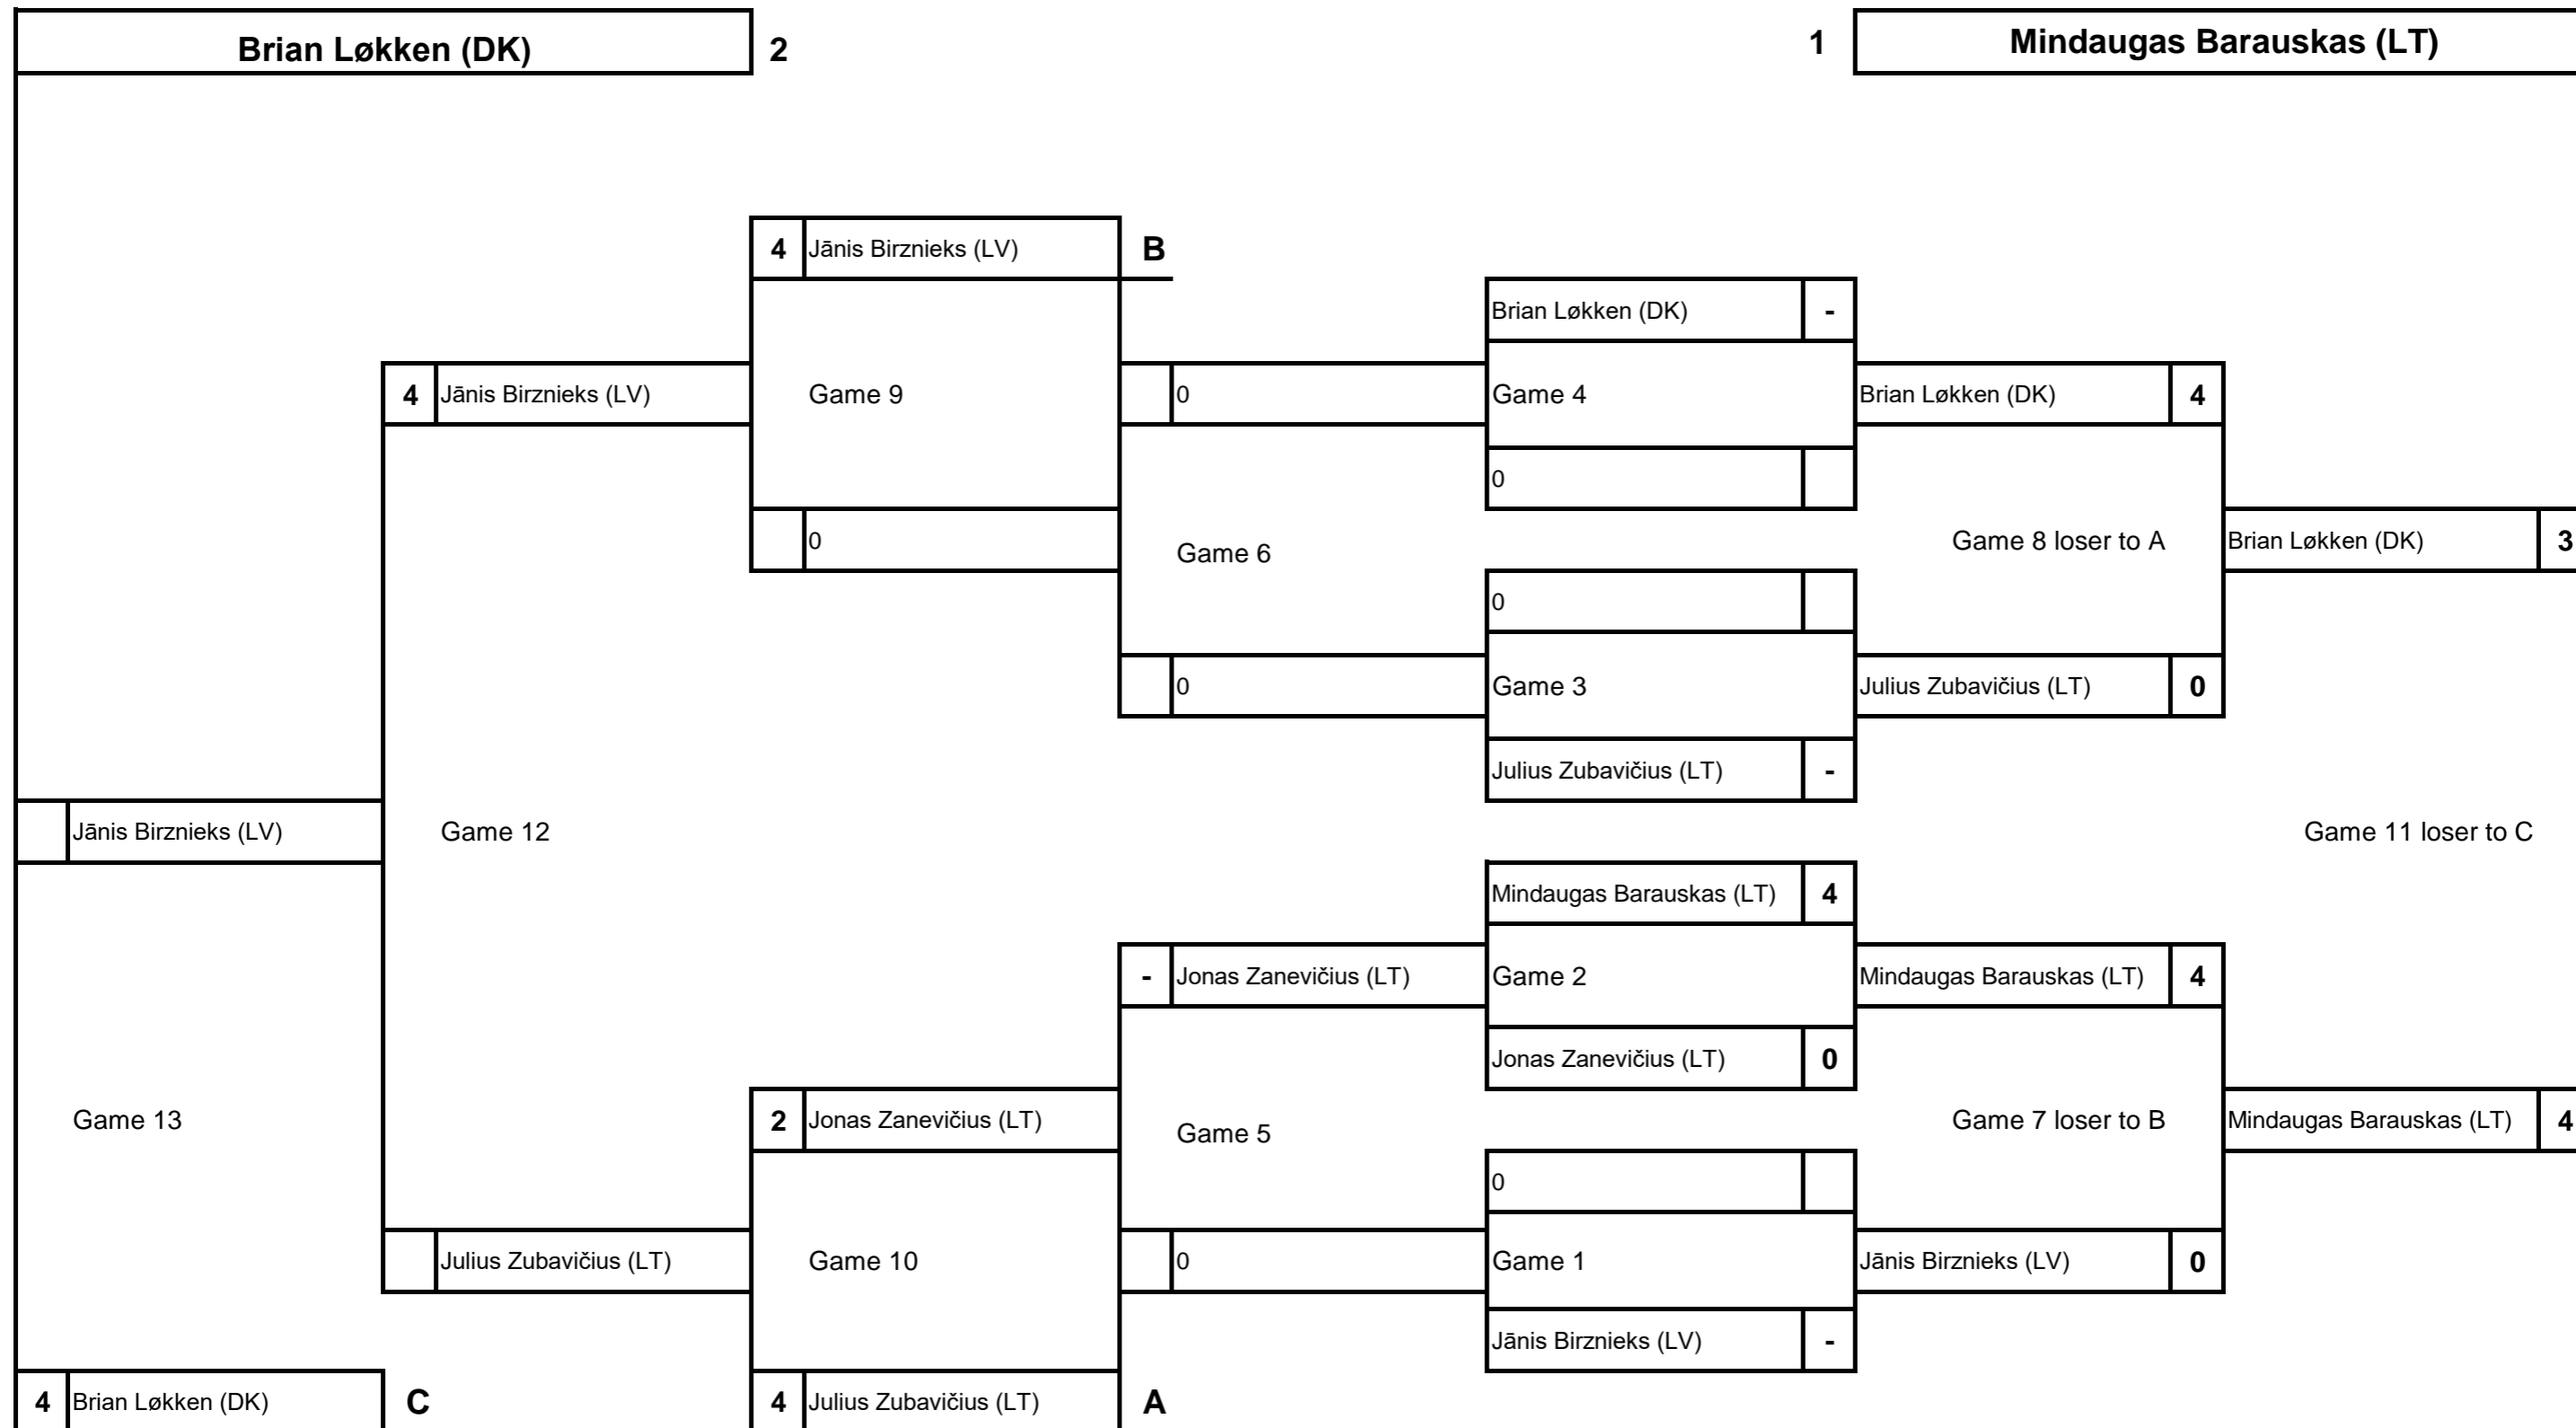 Brian Løkken (DK) 2 1 Mindaugas Barauskas (LT)
4 Jānis Birznieks (LV) B
Brian Løkken (DK) -
4 Jānis Birznieks (LV) Game 9 0 Game 4 Brian Løkken (DK) 4
0
0 Game 6 Game 8 loser to A Brian Løkken (DK) 3
0
0 Game 3 Julius Zubavičius (LT) 0
Julius Zubavičius (LT) -
Jānis Birznieks (LV) Game 12 Game 11 loser to C
Mindaugas Barauskas (LT) 4
- Jonas Zanevičius (LT) Game 2 Mindaugas Barauskas (LT) 4
Jonas Zanevičius (LT) 0
Game 13 2 Jonas Zanevičius (LT) Game 5 Game 7 loser to B Mindaugas Barauskas (LT) 4
0
Julius Zubavičius (LT) Game 10 0 Game 1 Jānis Birznieks (LV) 0
Jānis Birznieks (LV) -
4 Brian Løkken (DK) C 4 Julius Zubavičius (LT) A